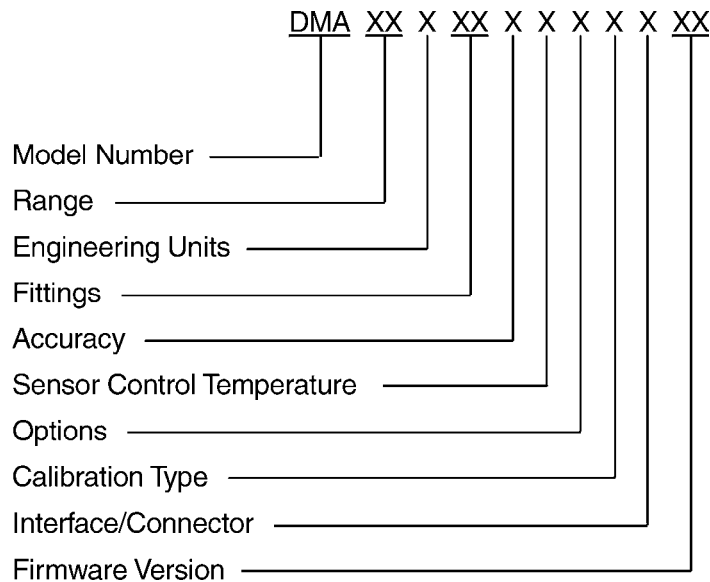 DMA XX X XX X X X X X XX
Model Number
Range
Engineering Units
Fittings
Accuracy
Sensor Control Temperature
Options
Calibration Type
Interface/Connector
Firmware Version